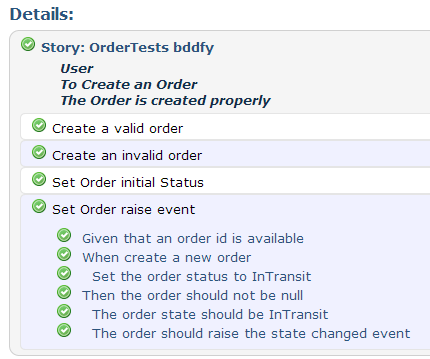 Details:
Story: OrderTests bddfy
User
To Create an Order
The Order is created properly
Create a valid order
Create an invalid order
Set Order initial Status
Set Order raise event
Given that an order id is available
When create a new order
Set the order status to InTransit
Then the order should not be null
The order state should be InTransit
The order should raise the state changed event